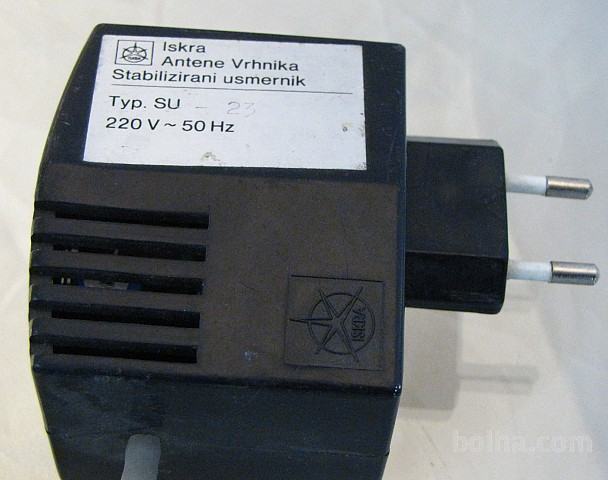 Iskra
Antene Vrhnika
Stabilizirani usmernik
Typ. SU - 23
220 V ~ 50 Hz
ISKRA
bolha.com